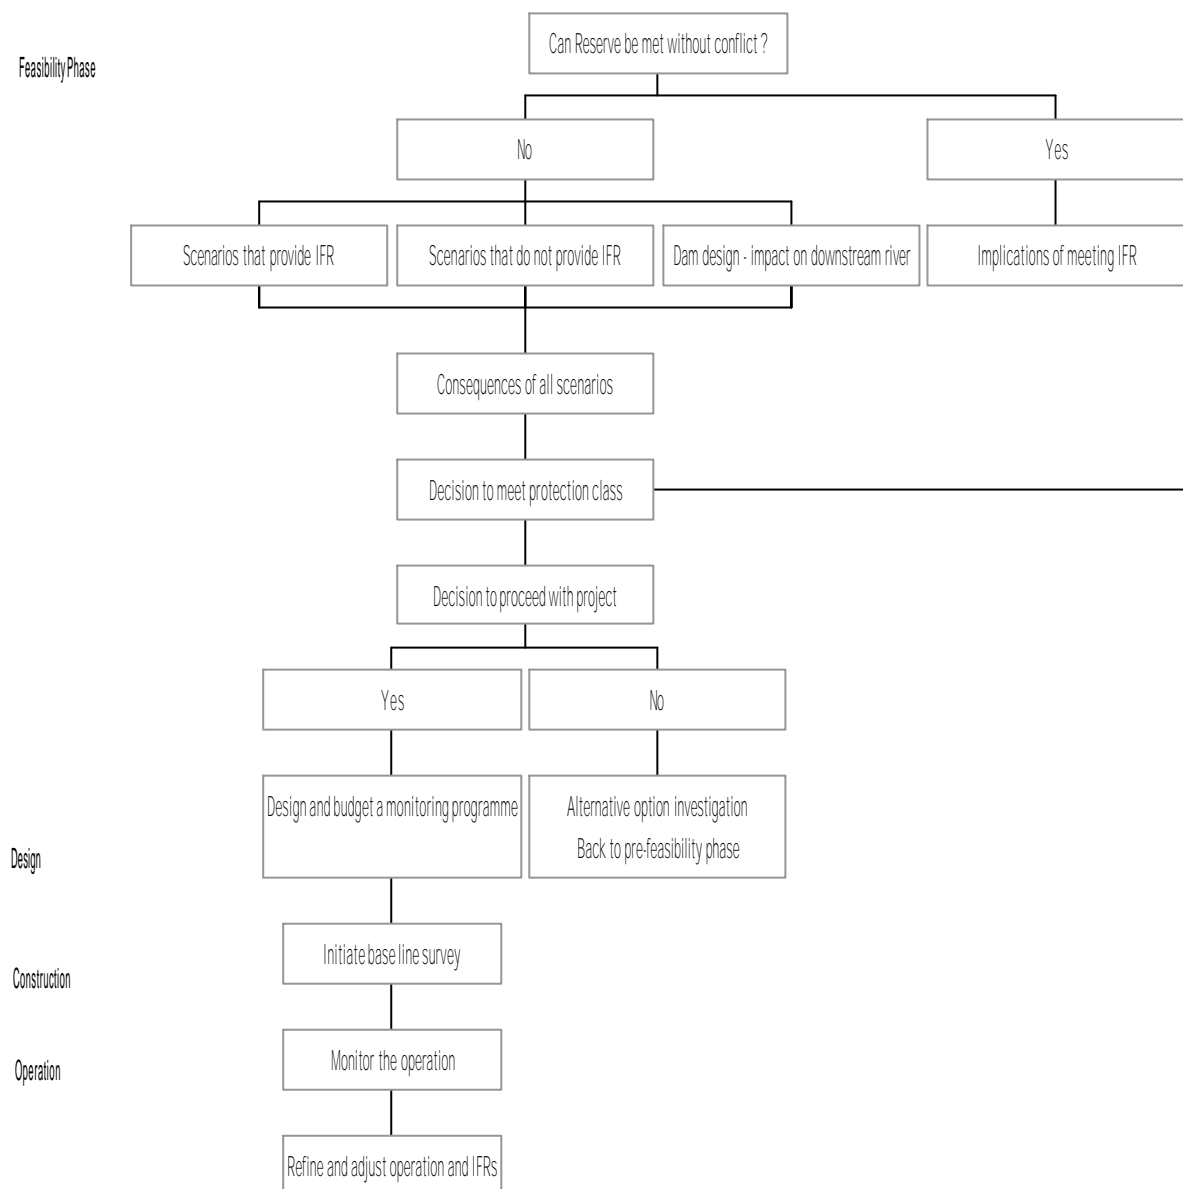 Can Reserve be met without conflict ?
Feasibility Phase
No
Yes
Scenarios that provide IFR
Scenarios that do not provide IFR
Dam design - impact on downstream river
Implications of meeting IFR
Consequences of all scenarios
Decision to meet protection class
Decision to proceed with project
Yes
No
Design and budget a monitoring programme
Alternative option investigation
Back to pre-feasibility phase
Design
Initiate base line survey
Construction
Monitor the operation
Operation
Refine and adjust operation and IFRs